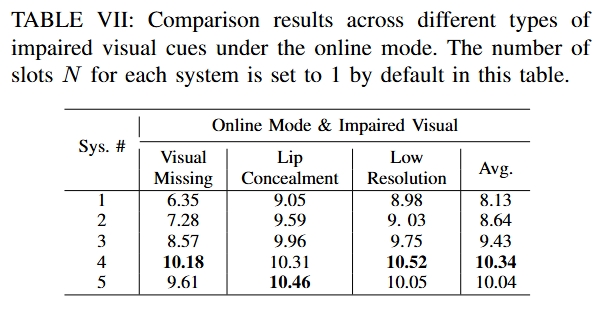 TABLE VII: Comparison results across different types of
impaired visual cues under the online mode. The number of
slots N for each system is set to 1 by default in this table.
Sys. # Online Mode & Impaired Visual
Visual Missing Lip Concealment Low Resolution Avg.
1 6.35 9.05 8.98 8.13
2 7.28 9.59 9. 03 8.64
3 8.57 9.96 9.75 9.43
4 10.18 10.31 10.52 10.34
5 9.61 10.46 10.05 10.04